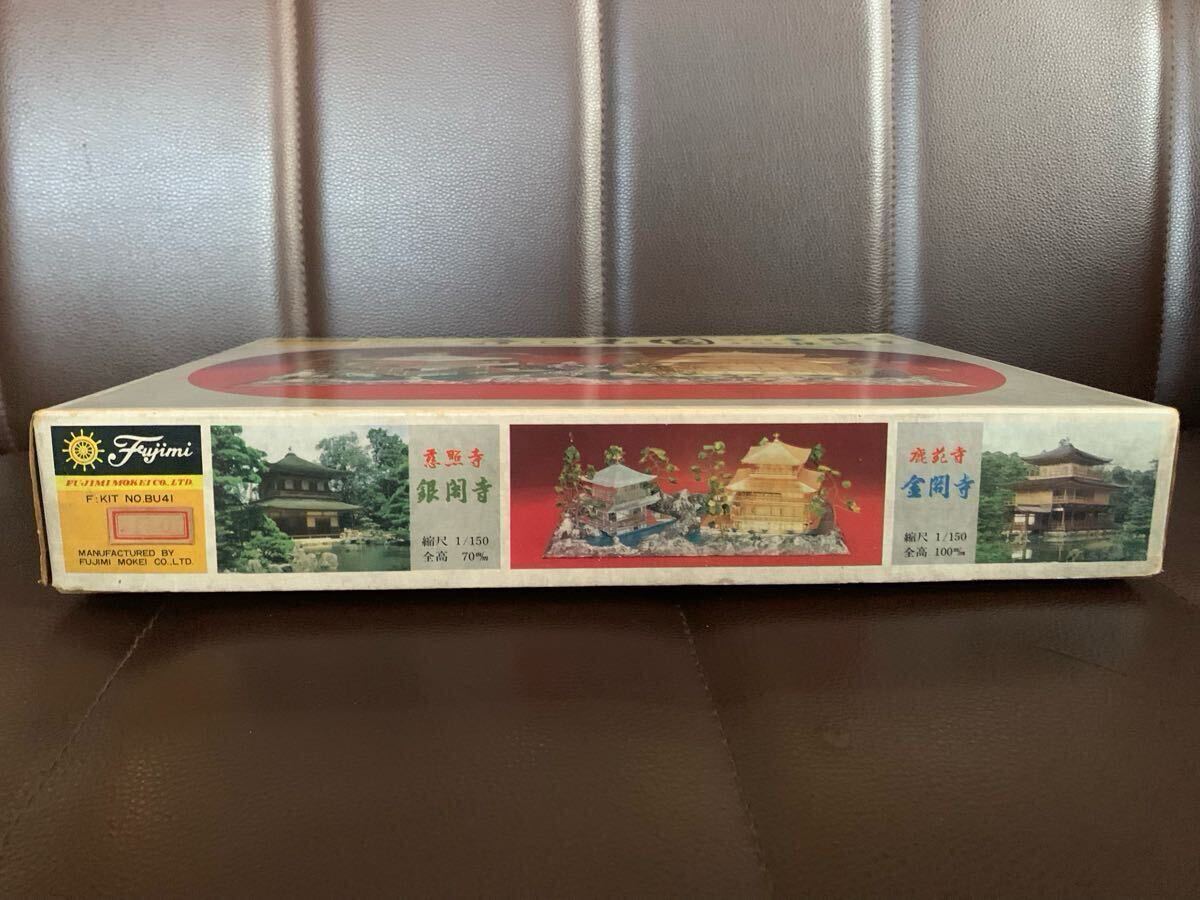 Fujimi
FUJIMI MOKEI CO., LTD.
F:KIT NO.BU41
MANUFACTURED BY
FUJIMI MOKEI CO.,LTD.
慈照寺
銀閣寺
縮尺 1/150
全高 70m/m
鹿苑寺
金閣寺
縮尺 1/150
全高 100m/m